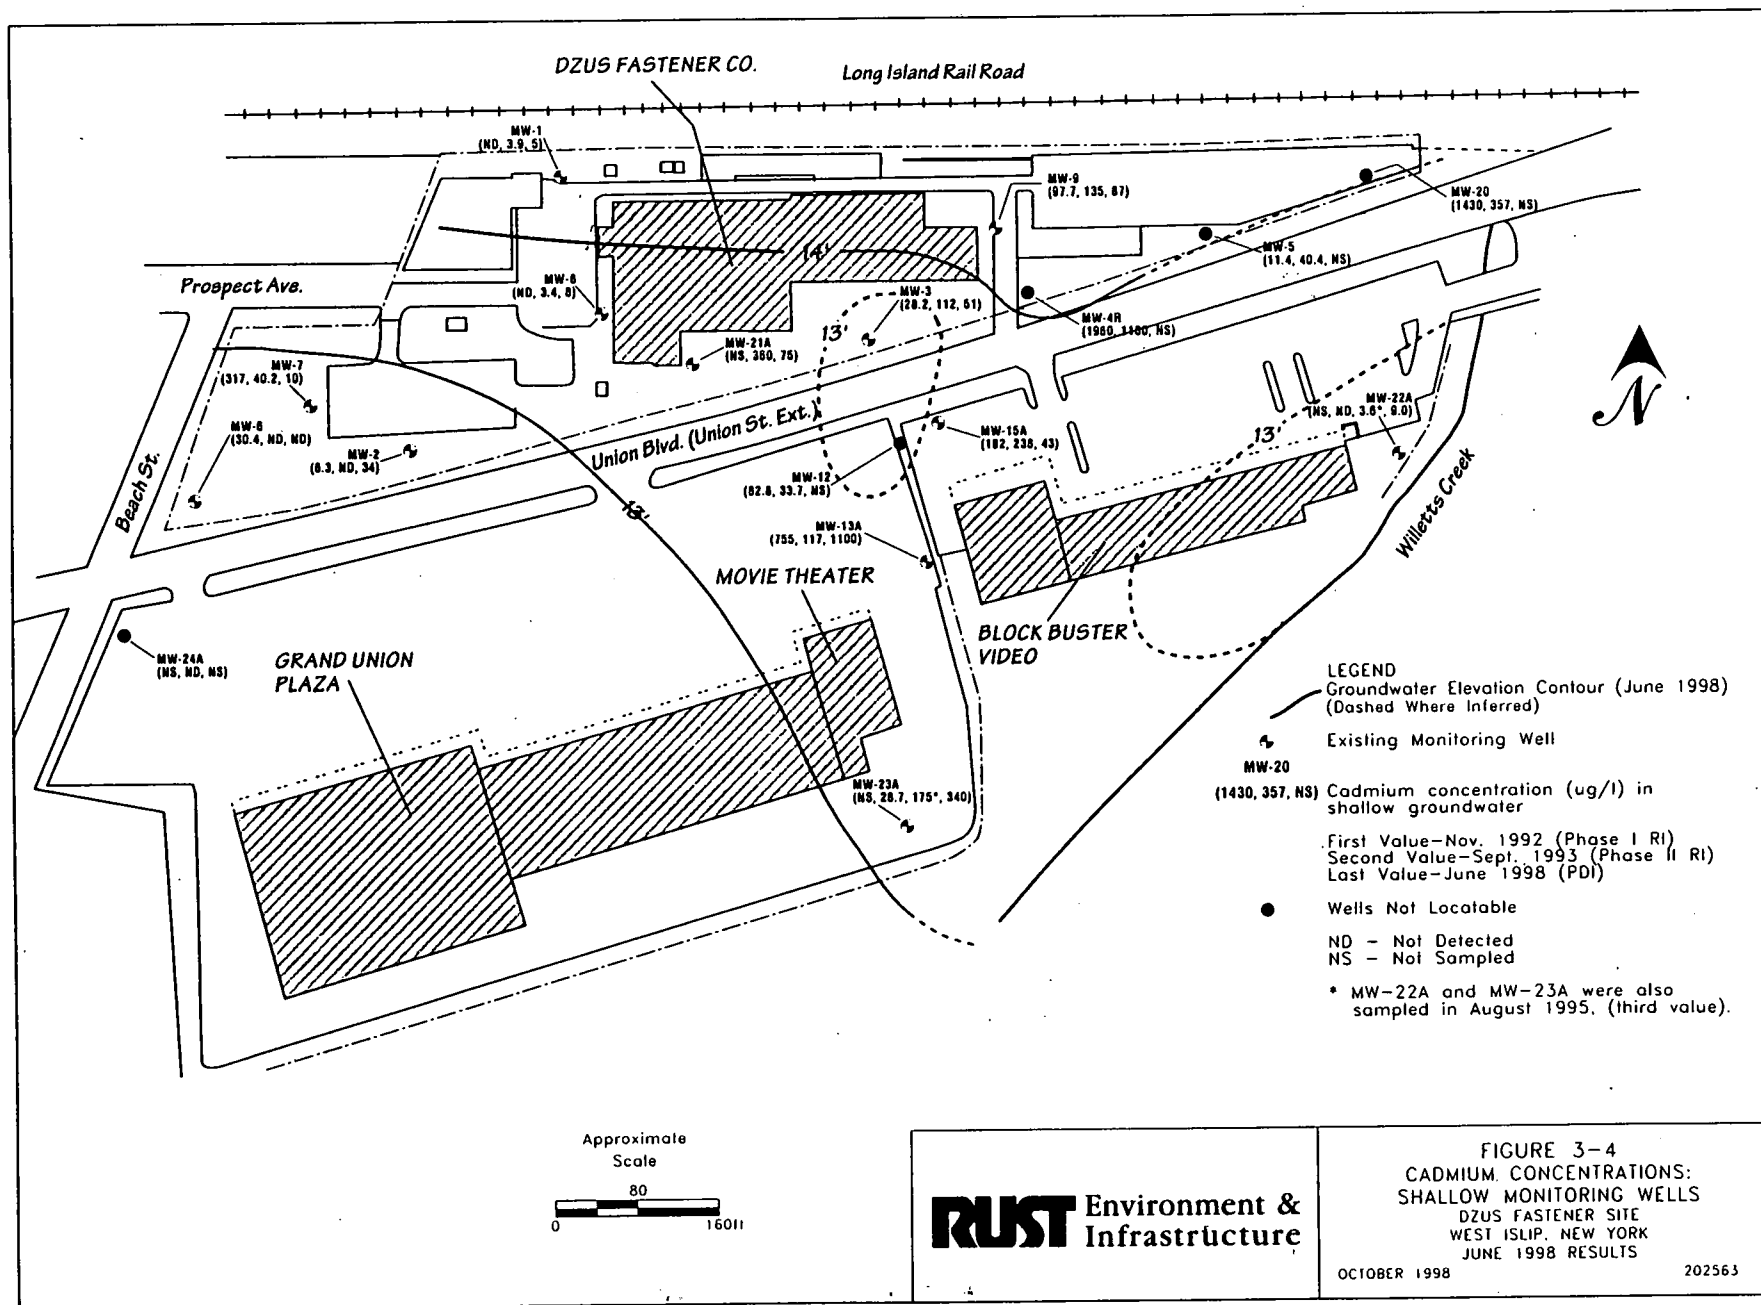 DZUS FASTENER CO.
Long Island Rail Road
MW-1
(ND, 3.9, 5)
MW-9
(97.7, 135, 67)
MW-20
(1430, 357, NS)
MW-5
(11.4, 40.4, NS)
14'
Prospect Ave.
MW-8
(ND, 3.4, 8)
MW-3
(28.2, 112, 51)
13'
MW-4R
(1960, 1160, NS)
MW-21A
(NS, 360, 75)
MW-7
(317, 40.2, 10)
MW-6
(30.4, ND, ND)
MW-2
(6.3, ND, 34)
Union Blvd. (Union St. Ext.)
MW-15A
(182, 238, 43)
MW-22A
(NS, ND, 3.6*, 9.0)
13'
MW-12
(52.8, 33.7, NS)
Beach St.
13'
Willetts Creek
MW-13A
(755, 117, 1100)
MOVIE THEATER
BLOCK BUSTER
VIDEO
MW-24A
(NS, ND, NS)
GRAND UNION
PLAZA
MW-23A
(NS, 28.7, 175*, 340)
LEGEND
Groundwater Elevation Contour (June 1998)
(Dashed Where Inferred)
Existing Monitoring Well
MW-20
(1430, 357, NS) Cadmium concentration (ug/l) in
shallow groundwater
First Value-Nov. 1992 (Phase I RI)
Second Value-Sept. 1993 (Phase II RI)
Last Value-June 1998 (PDI)
Wells Not Locatable
ND - Not Detected
NS - Not Sampled
* MW-22A and MW-23A were also
sampled in August 1995, (third value).
N
Approximate
Scale
80
0 160ft
RUST Environment &
Infrastructure
FIGURE 3-4
CADMIUM CONCENTRATIONS:
SHALLOW MONITORING WELLS
DZUS FASTENER SITE
WEST ISLIP, NEW YORK
JUNE 1998 RESULTS
OCTOBER 1998 202563